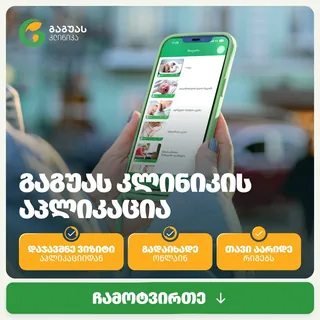 გაგუას
კლინიკა
გაგუას კლინიკის
აპლიკაცია
დაჯავშნე ვიზიტი
აპლიკაციიდან
გადაიხადე
ონლაინ
თავი აარიდე
რიგებს
ჩამოტვირთე